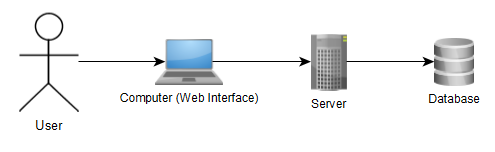 User
Computer (Web Interface)
Server
Database